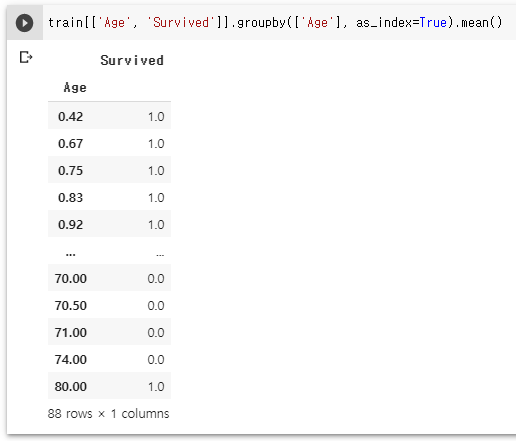 train[['Age', 'Survived']].groupby(['Age'], as_index=True).mean()
Survived
Age
0.42 1.0
0.67 1.0
0.75 1.0
0.83 1.0
0.92 1.0
... ...
70.00 0.0
70.50 0.0
71.00 0.0
74.00 0.0
80.00 1.0
88 rows × 1 columns